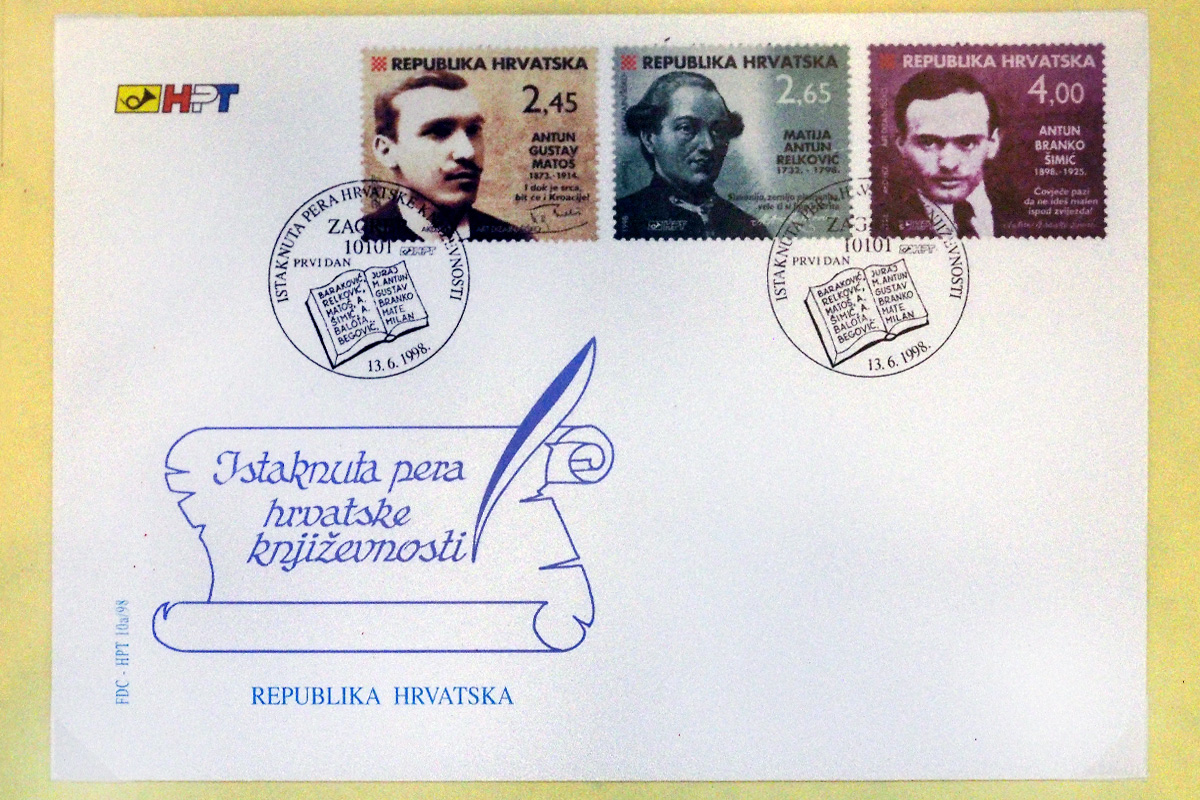 HPT
REPUBLIKA HRVATSKA
2,45
ANTUN
GUSTAV
MATOŠ
1873.-1914.
I dok je srca,
bit će i Kroacije!
REPUBLIKA HRVATSKA
2,65
MATIJA
ANTUN
RELKOVIĆ
1732. - 1798.
HPT
REPUBLIKA HRVATSKA
4,00
ANTUN
BRANKO
ŠIMIĆ
1898.-1925.
Čovječe pazi
da ne ideš malen
ispod zvijezda!
HPT
ISTAKNUTA PERA HRVATSKE KNJIŽEVNOSTI
10101
HPT
PRVI DAN
BARAKOVIĆ, JURAJ
RELKOVIĆ, M. ANTUN
MATOŠ, A. GUSTAV
ŠIMIĆ, A. BRANKO
BALOTA, MATE
BEGOVIĆ, MILAN
13. 6. 1998.
ISTAKNUTA PERA KNJIŽEVNOSTI
10101
HPT
PRVI DAN
BARAKOVIĆ, JURAJ
RELKOVIĆ, M. ANTUN
MATOŠ, A. GUSTAV
ŠIMIĆ, A. BRANKO
BALOTA, MATE
BEGOVIĆ, MILAN
13. 6. 1998.
Istaknuta pera
hrvatske
književnosti
FDC - HPT 10a/98
REPUBLIKA HRVATSKA